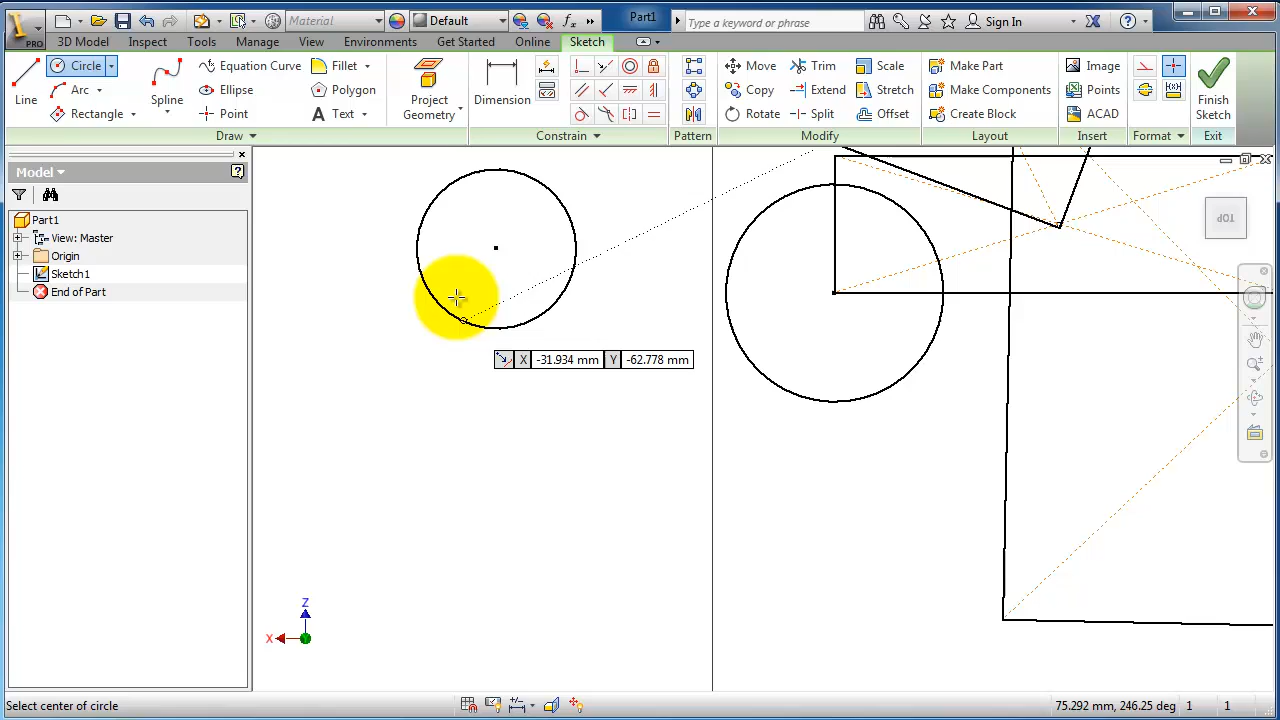 PRO
Material
Default
fx
Part1
Type a keyword or phrase
Sign In
3D Model
Inspect
Tools
Manage
View
Environments
Get Started
Online
Sketch
Line
Circle
Arc
Rectangle
Spline
Equation Curve
Ellipse
Point
Fillet
Polygon
Text
Project Geometry
Dimension
Move
Copy
Rotate
Trim
Extend
Split
Scale
Stretch
Offset
Make Part
Make Components
Create Block
Image
Points
ACAD
Finish Sketch
Draw
Constrain
Pattern
Modify
Layout
Insert
Format
Exit
Model
Part1
View: Master
Origin
Sketch1
End of Part
TOP
X -31.934 mm Y -62.778 mm
Z
X
Select center of circle
75.292 mm, 246.25 deg 1 1